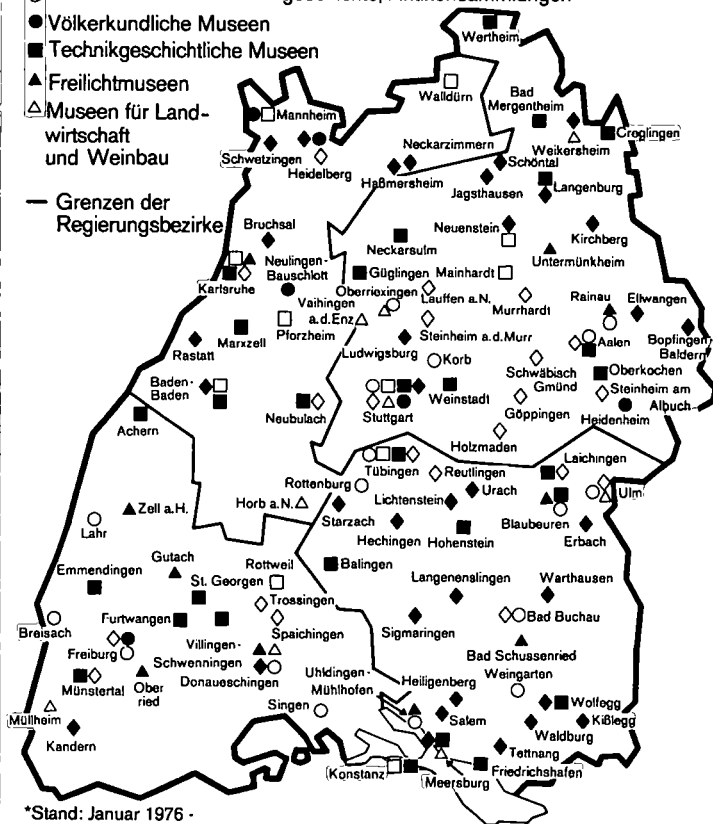 Völkerkundliche Museen
Technikgeschichtliche Museen
Freilichtmuseen
Museen für Land-
wirtschaft
und Weinbau
Grenzen der
Regierungsbezirke
Wertheim
Walldürn
Bad
Mergentheim
Mannheim
Weikersheim
Creglingen
Schwetzingen
Heidelberg
Neckarzimmern
Haßmersheim
Schöntal
Jagsthausen
Langenburg
Bruchsal
Neckarsulm
Neuenstein
Kirchberg
Untermünkheim
Karlsruhe
Neulingen-
Bauschlott
Güglingen
Mainhardt
Oberriexingen
Vaihingen
a.d.Enz
Lauffen a.N.
Murrhardt
Rainau
Ellwangen
Pforzheim
Marxzell
Rastatt
Ludwigsburg
Steinheim a.d.Murr
Aalen
Bopfingen
Baldern
Korb
Schwäbisch
Gmünd
Oberkochen
Baden-
Baden
Neubulach
Stuttgart
Weinstadt
Göppingen
Steinheim am
Albuch
Heidenheim
Achern
Holzmaden
Tübingen
Reutlingen
Laichingen
Rottenburg
Urach
Ulm
Zell a.H.
Horb a.N.
Starzach
Lichtenstein
Blaubeuren
Erbach
Lahr
Hechingen
Hohenstein
Gutach
Rottweil
Balingen
Emmendingen
St. Georgen
Trossingen
Langenenslingen
Warthausen
Breisach
Furtwangen
Spaichingen
Sigmaringen
Bad Buchau
Freiburg
Villingen-
Schwenningen
Bad Schussenried
Münstertal
Ober
ried
Donaueschingen
Uhldingen-
Mühlhofen
Heiligenberg
Weingarten
Müllheim
Singen
Salem
Wolfegg
Kandern
Waldburg
Kißlegg
Tettnang
Konstanz
Meersburg
Friedrichshafen
*Stand: Januar 1976 -